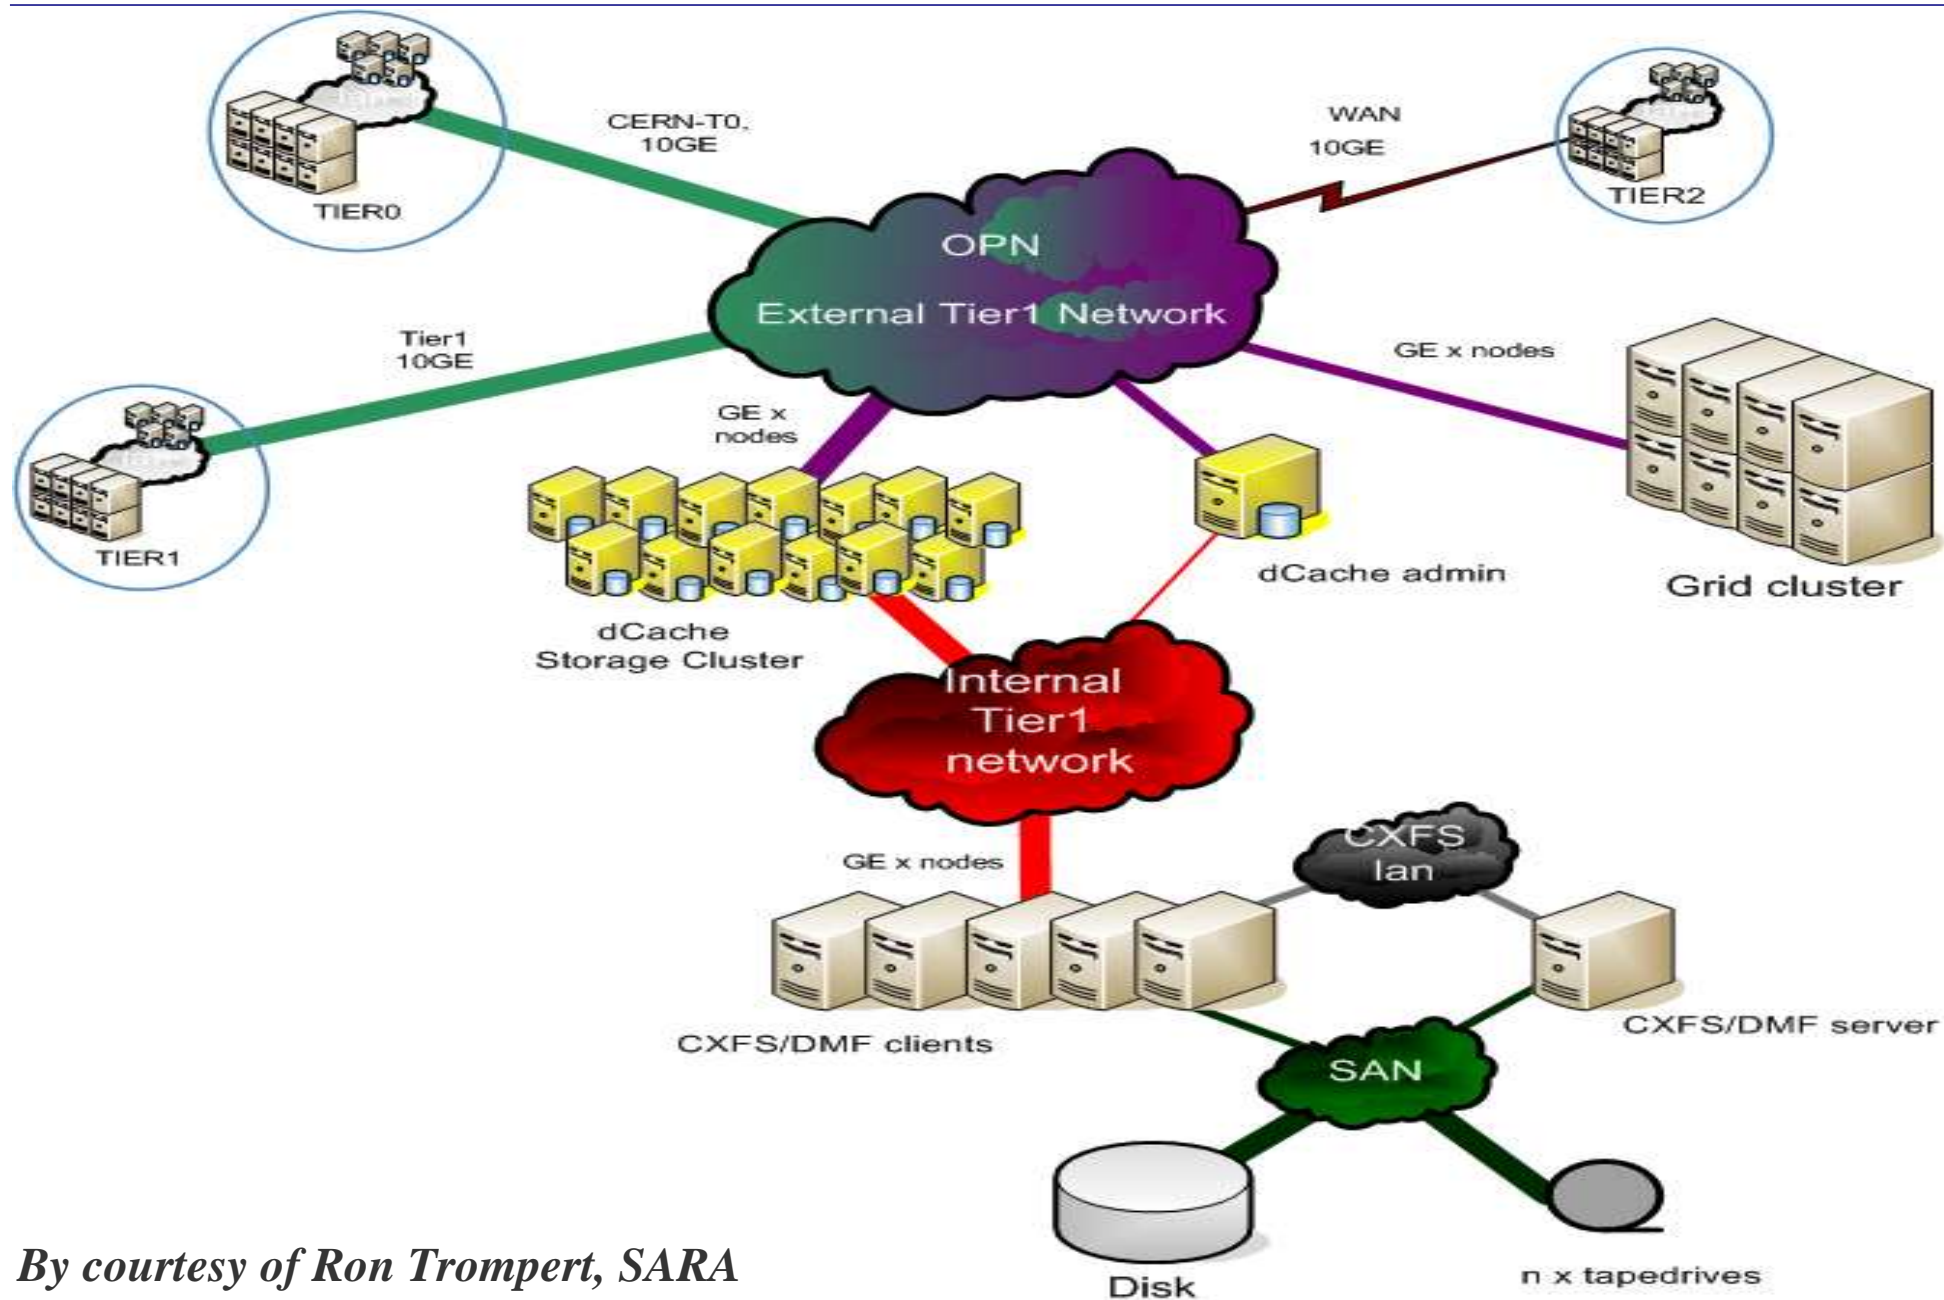 CERN-T0,
10GE
TIER0
WAN
10GE
TIER2
OPN
External Tier1 Network
Tier1
10GE
TIER1
GE x
nodes
GE x nodes
dCache
Storage Cluster
dCache admin
Grid cluster
Internal
Tier1
network
GE x nodes
CXFS
lan
CXFS/DMF clients
CXFS/DMF server
SAN
Disk
n x tapedrives
By courtesy of Ron Trompert, SARA